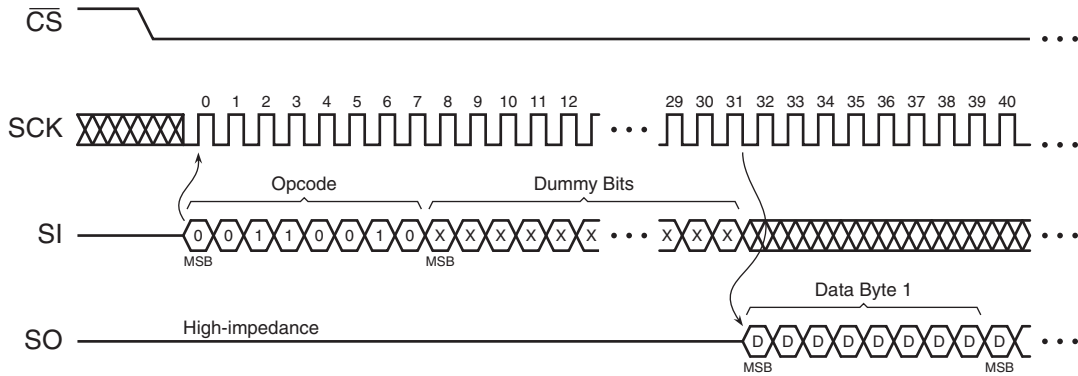 CS
0 1 2 3 4 5 6 7 8 9 10 11 12 29 30 31 32 33 34 35 36 37 38 39 40
SCK
Opcode Dummy Bits
SI 0 0 1 1 0 0 1 0 X X X X X X X X X
MSB MSB
Data Byte 1
High-impedance
SO D D D D D D D D D
MSB MSB